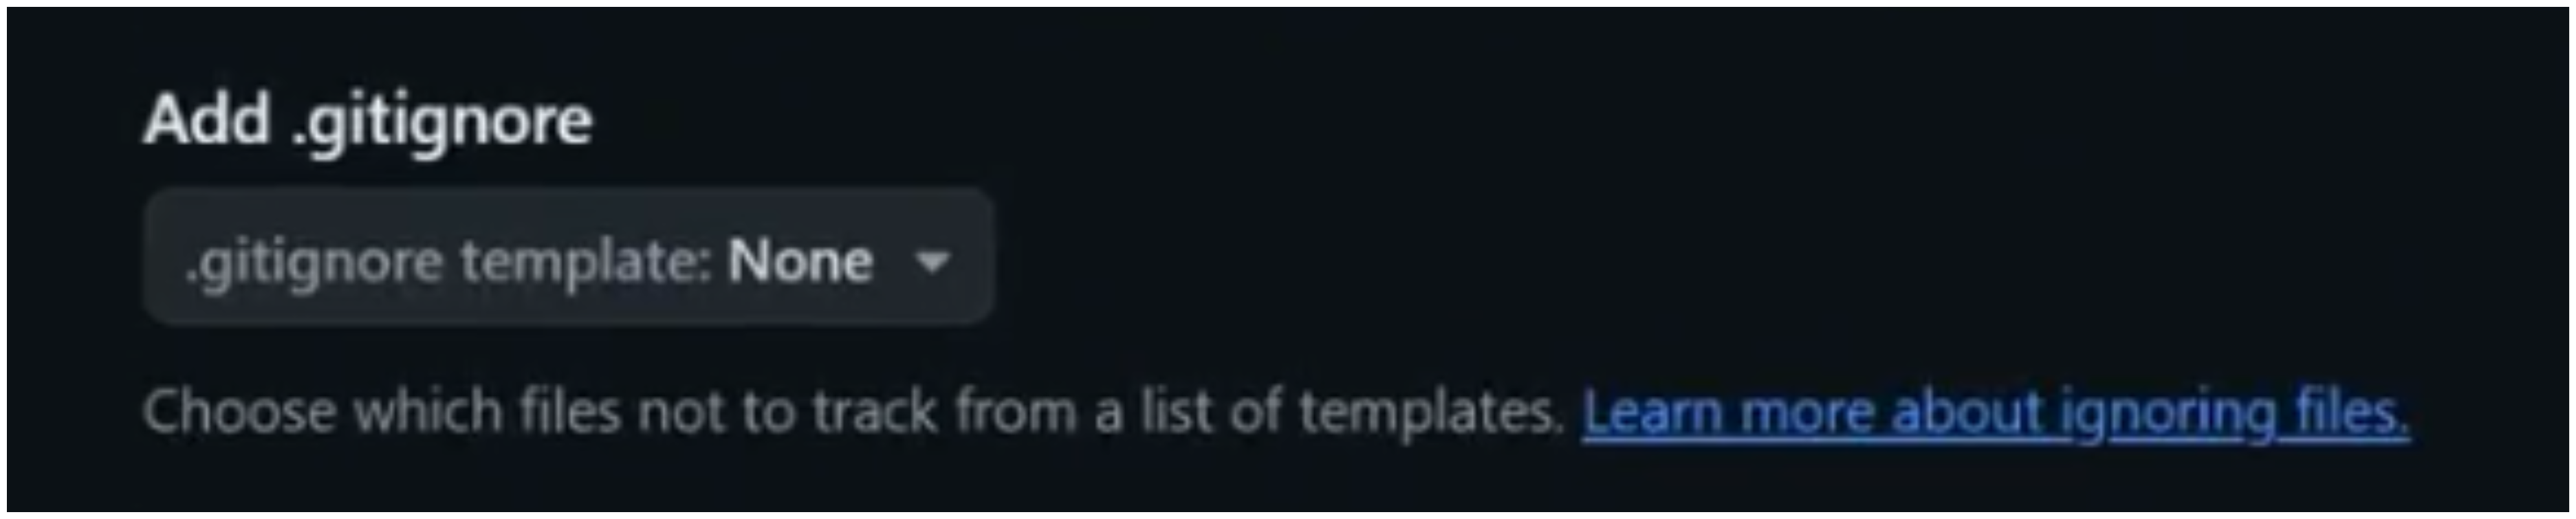 Add .gitignore
.gitignore template: None
Choose which files not to track from a list of templates. Learn more about ignoring files.